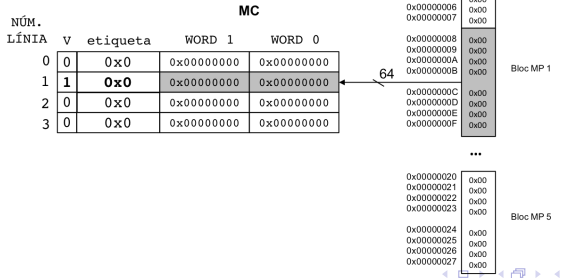 MC
NÚM.
LÍNIA V etiqueta WORD 1 WORD 0
0 0 0x0 0x00000000 0x00000000
1 1 0x0 0x00000000 0x00000000
2 0 0x0 0x00000000 0x00000000
3 0 0x0 0x00000000 0x00000000
64
0x00000006 0x00
0x00000007 0x00
0x00000008 0x00
0x00000009 0x00
0x0000000A 0x00
0x0000000B 0x00
Bloc MP 1
0x0000000C 0x00
0x0000000D 0x00
0x0000000E 0x00
0x0000000F 0x00
...
0x00000020 0x00
0x00000021 0x00
0x00000022 0x00
0x00000023 0x00
Bloc MP 5
0x00000024 0x00
0x00000025 0x00
0x00000026 0x00
0x00000027 0x00